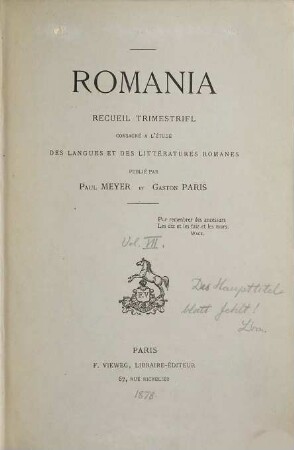 ROMANIA
RECUEIL TRIMESTRIEL
CONSACRÉ A L'ÉTUDE
DES LANGUES ET DES LITTÉRATURES ROMANES
PUBLIÉ PAR
PAUL MEYER ET GASTON PARIS
Pur remenbrer des ancessurs
Les diz et les faiz et les murs.
WACE.
Vol. VII.
Das Haupttitel
blatt fehlt!
PARIS
F. VIEWEG, LIBRAIRE-ÉDITEUR
67, RUE RICHELIEU
1878